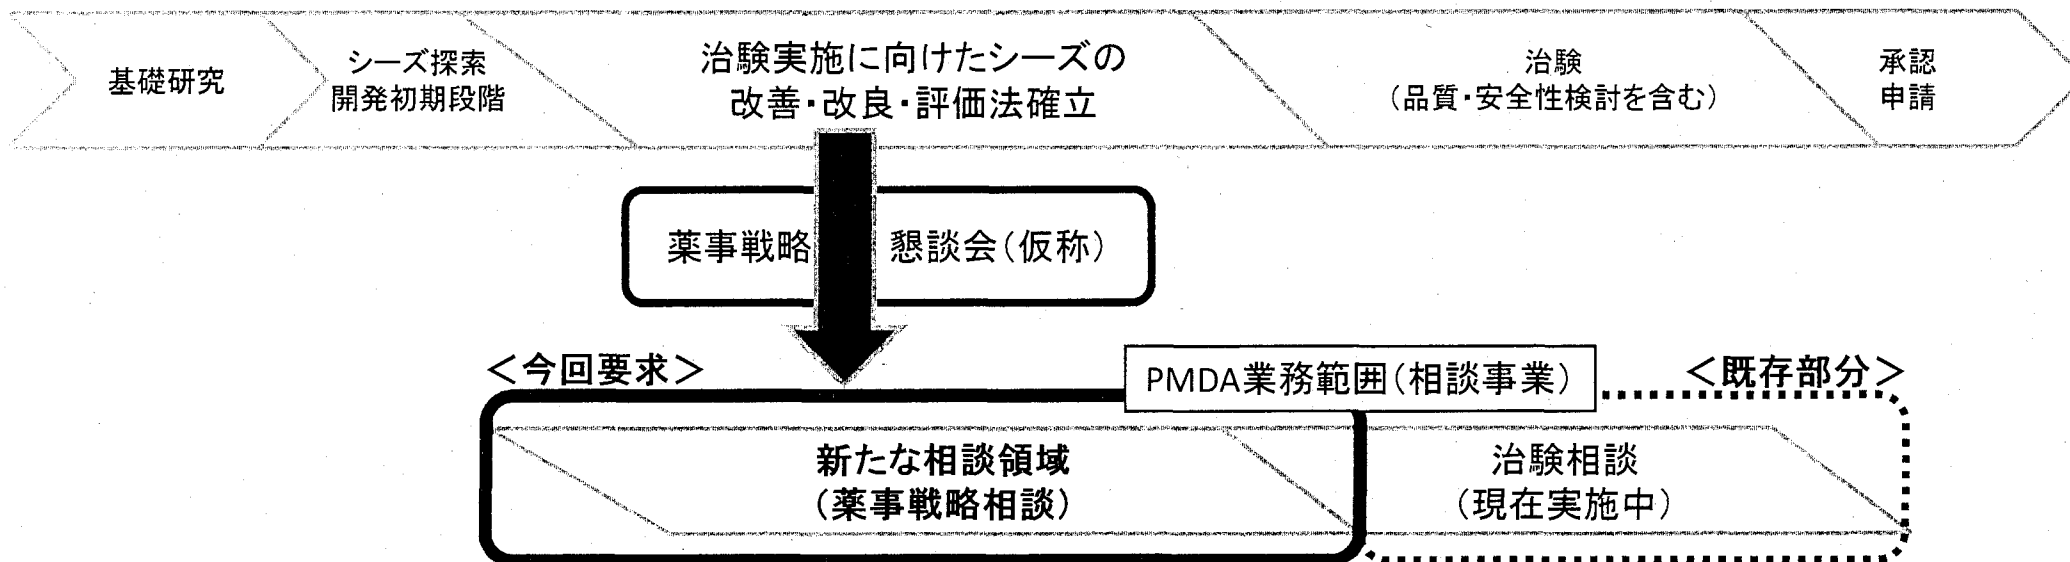 基礎研究
シーズ探索
開発初期段階
治験実施に向けたシーズの
改善・改良・評価法確立
治験
(品質・安全性検討を含む)
承認
申請
薬事戦略
懇談会(仮称)
<今回要求>
PMDA業務範囲(相談事業)
<既存部分>
新たな相談領域
(薬事戦略相談)
治験相談
(現在実施中)